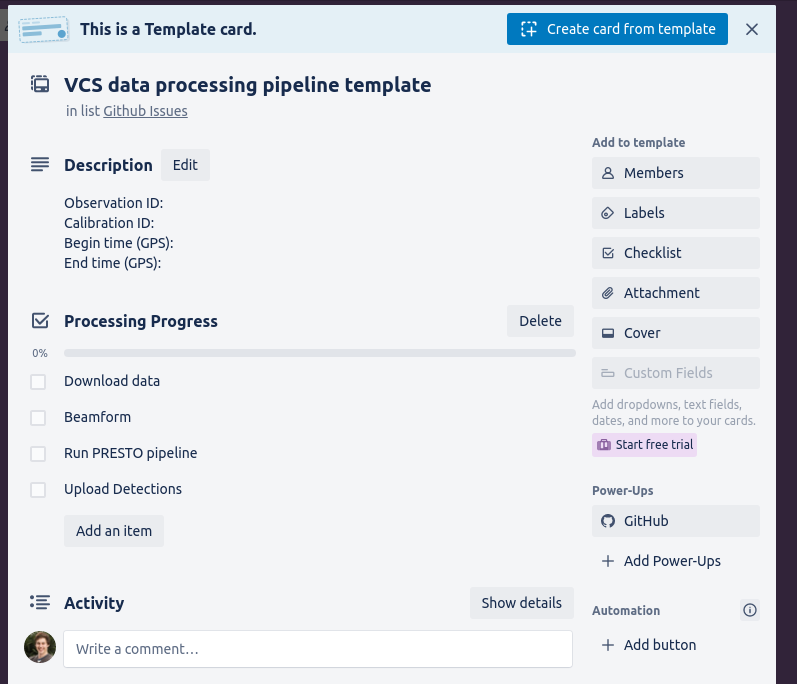 This is a Template card.
Create card from template
VCS data processing pipeline template
in list Github Issues
Description
Edit
Observation ID:
Calibration ID:
Begin time (GPS):
End time (GPS):
Processing Progress
Delete
0%
Download data
Beamform
Run PRESTO pipeline
Upload Detections
Add an item
Activity
Show details
Write a comment…
Add to template
Members
Labels
Checklist
Attachment
Cover
Custom Fields
Add dropdowns, text fields,
dates, and more to your cards.
Start free trial
Power-Ups
GitHub
Add Power-Ups
Automation
Add button